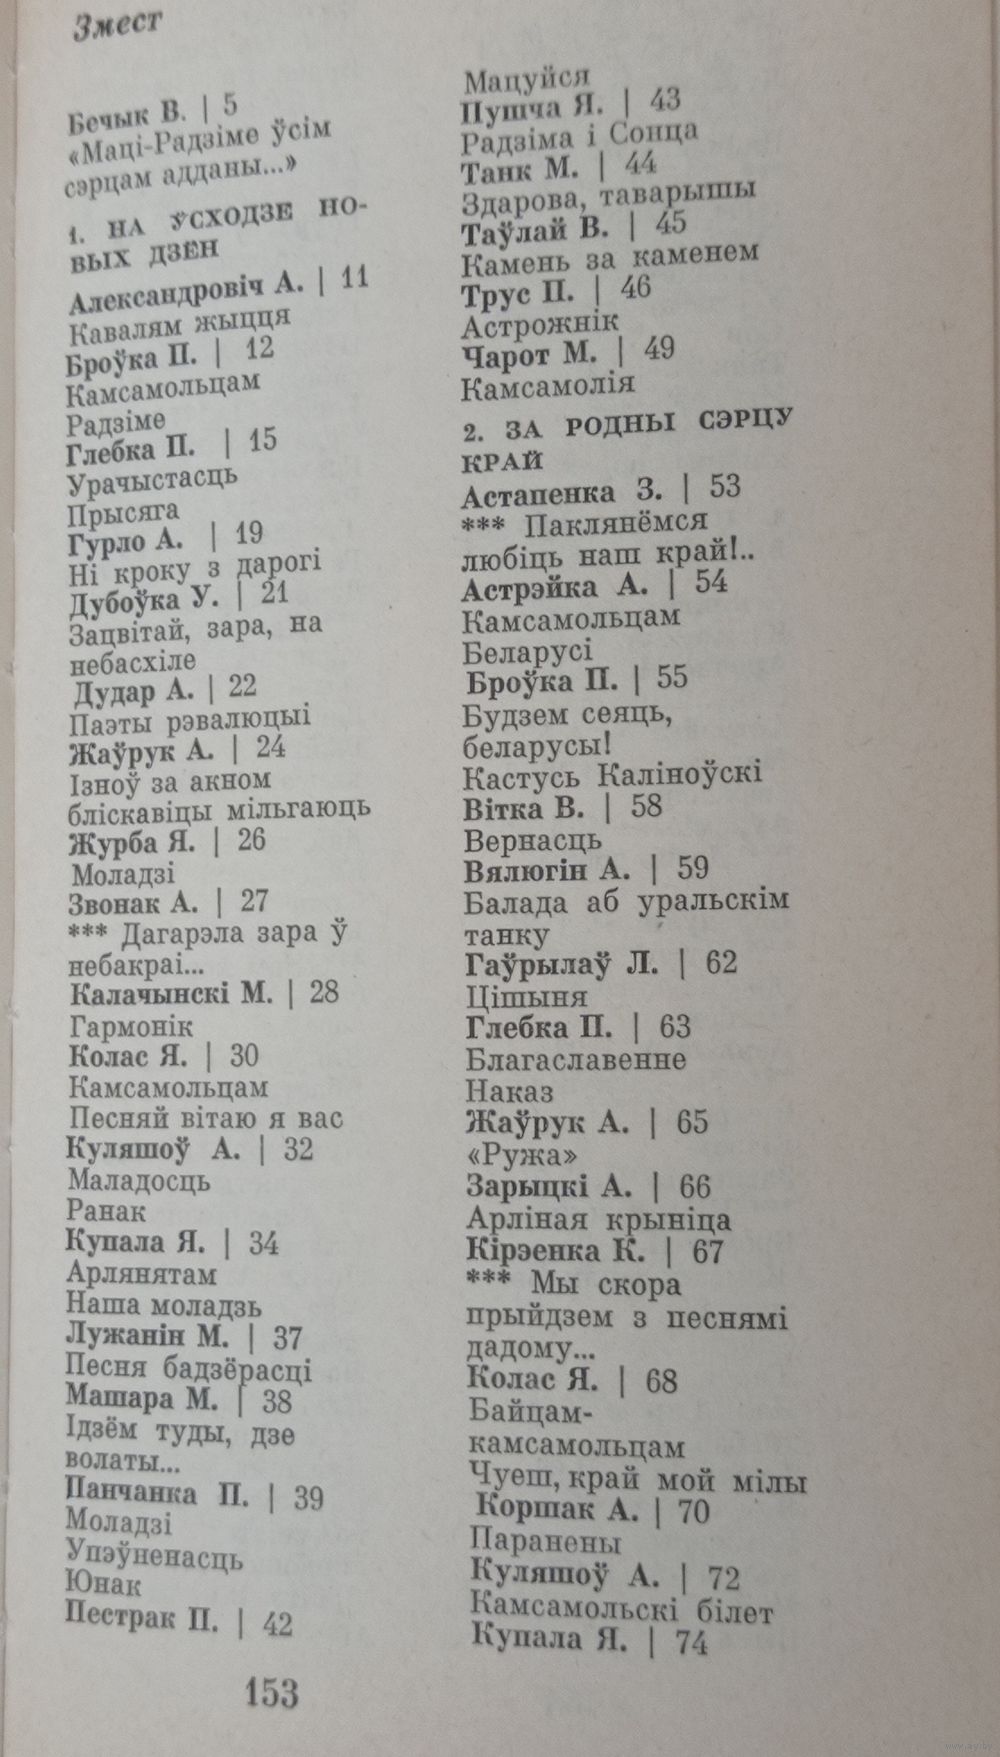 Змест
Бечык В. | 5
«Маці-Радзіме ўсім
сэрцам адданы...»
1. НА ЎСХОДЗЕ НО-
ВЫХ ДЗЁН
Александровіч А. | 11
Кавалям жыцця
Броўка П. | 12
Камсамольцам
Радзіме
Глебка П. | 15
Урачыстасць
Прысяга
Гурло А. | 19
Ні кроку з дарогі
Дубоўка У. | 21
Зацвітай, зара, на
небасхіле
Дудар А. | 22
Паэты рэвалюцыі
Жаўрук А. | 24
Ізноў за акном
бліскавіцы мільгаюць
Журба Я. | 26
Моладзі
Звонак А. | 27
*** Дагарэла зара ў
небакраі...
Калачынскі М. | 28
Гармонік
Колас Я. | 30
Камсамольцам
Песняй вітаю я вас
Куляшоў А. | 32
Маладосць
Ранак
Купала Я. | 34
Арлянятам
Наша моладзь
Лужанін М. | 37
Песня бадзёрасці
Машара М. | 38
Ідзём туды, дзе
волаты...
Панчанка П. | 39
Моладзі
Упэўненасць
Юнак
Пестрак П. | 42
Мацуйся
Пушча Я. | 43
Радзіма і Сонца
Танк М. | 44
Здарова, таварышы
Таўлай В. | 45
Камень за каменем
Трус П. | 46
Астрожнік
Чарот М. | 49
Камсамолія
2. ЗА РОДНЫ СЭРЦУ
КРАЙ
Астапенка З. | 53
*** Паклянёмся
любіць наш край!..
Астрэйка А. | 54
Камсамольцам
Беларусі
Броўка П. | 55
Будзем сеяць,
беларусы!
Кастусь Каліноўскі
Вітка В. | 58
Вернасць
Вялюгін А. | 59
Балада аб уральскім
танку
Гаўрылаў Л. | 62
Цішыня
Глебка П. | 63
Благаславенне
Наказ
Жаўрук А. | 65
«Ружа»
Зарыцкі А. | 66
Арліная крыніца
Кірэенка К. | 67
*** Мы скора
прыйдзем з песнямі
дадому...
Колас Я. | 68
Байцам-
камсамольцам
Чуеш, край мой мілы
Коршак А. | 70
Паранены
Куляшоў А. | 72
Камсамольскі білет
Купала Я. | 74
153